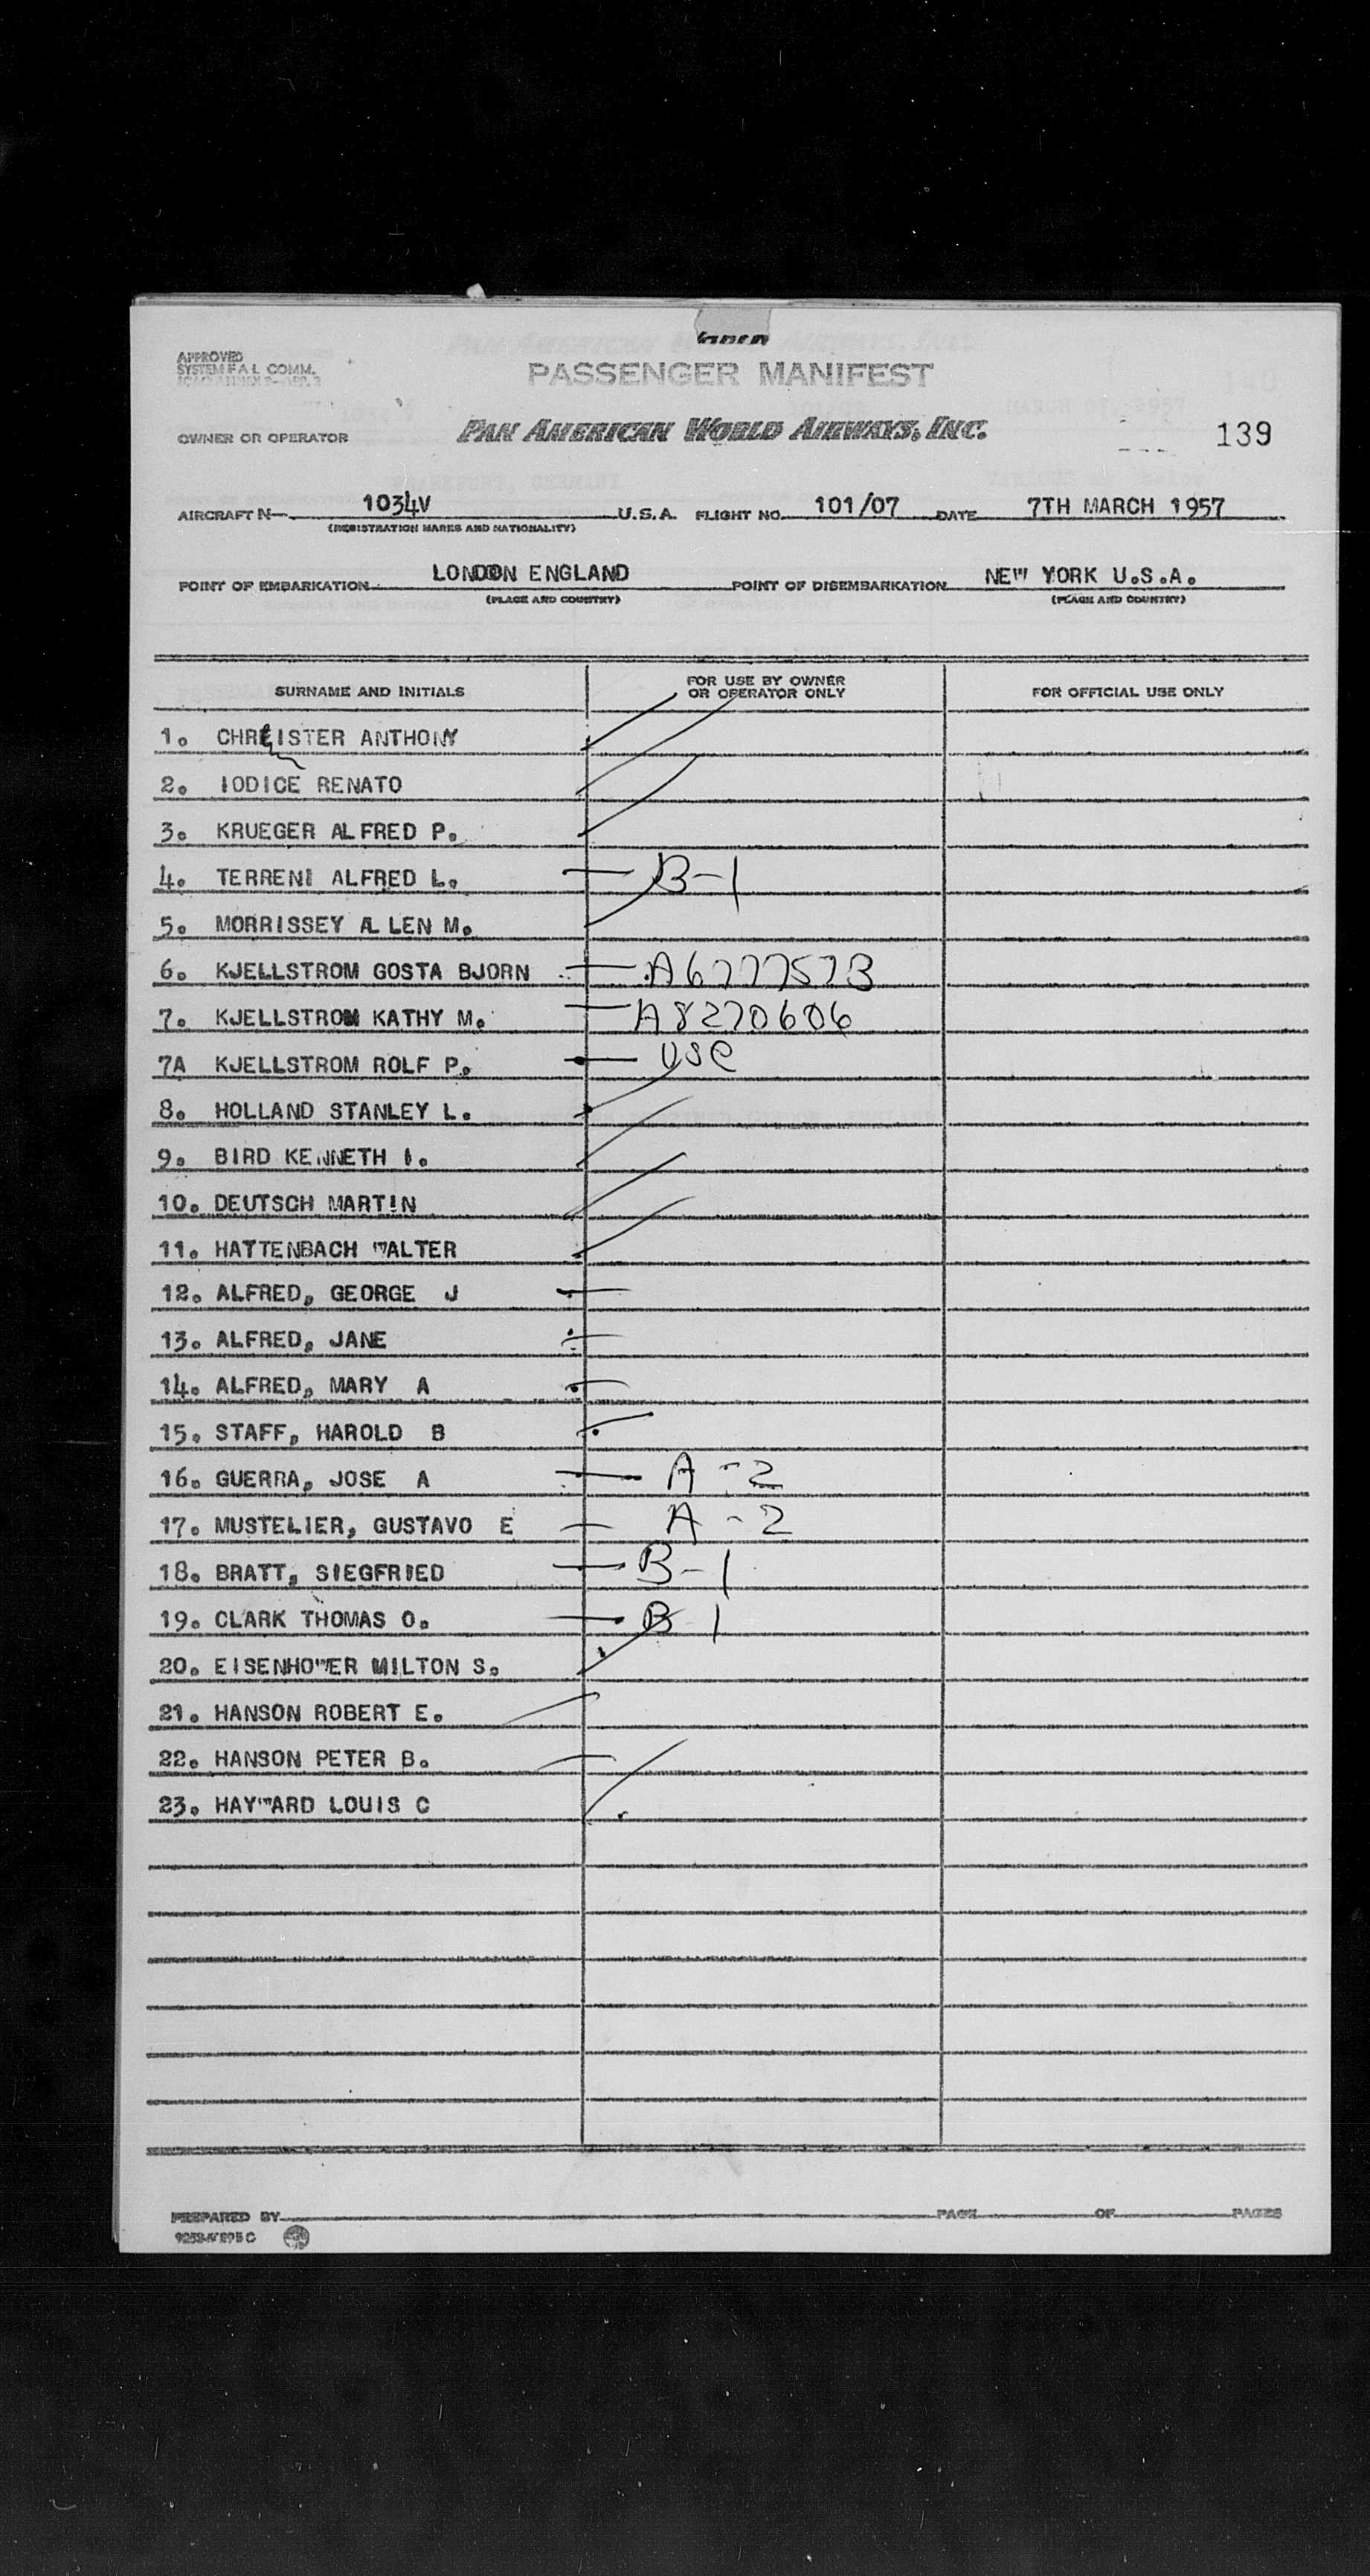 APPROVED
SYSTEM F A L COMM.
PASSENGER MANIFEST
OWNER OR OPERATOR PAN AMERICAN WORLD AIRWAYS, INC. 139
AIRCRAFT N 1034V U.S.A. FLIGHT NO. 101/07 DATE 7TH MARCH 1957
(REGISTRATION MARKS AND NATIONALITY)
POINT OF EMBARKATION LONDON ENGLAND POINT OF DISEMBARKATION NEW YORK U.S.A.
(PLACE AND COUNTRY) (PLACE AND COUNTRY)
SURNAME AND INITIALS FOR USE BY OWNER OR OPERATOR ONLY FOR OFFICIAL USE ONLY
1. ANTHONY
2. IODICE RENATO
3. KRUEGER ALFRED P.
4. TERRENI ALFRED L. B-1
5. MORRISSEY ALLEN M.
6. KJELLSTROM GOSTA BJORN A6777573
7. KJELLSTROM KATHY M. A8270606
7A KJELLSTROM ROLF P. USC
8. HOLLAND STANLEY L.
9. BIRD KENNETH I.
10. DEUTSCH MARTIN
11. HATTENBACH WALTER
12. ALFRED, GEORGE J
13. ALFRED, JANE
14. ALFRED, MARY A
15. STAFF, HAROLD B
16. GUERRA, JOSE A A-2
17. MUSTELIER, GUSTAVO E A-2
18. BRATT, SIEGFRIED B-1
19. CLARK THOMAS O. B-1
20. EISENHOWER MILTON S.
21. HANSON ROBERT E.
22. HANSON PETER B.
23. HAYWARD LOUIS C
PREPARED BY PAGE OF PAGES